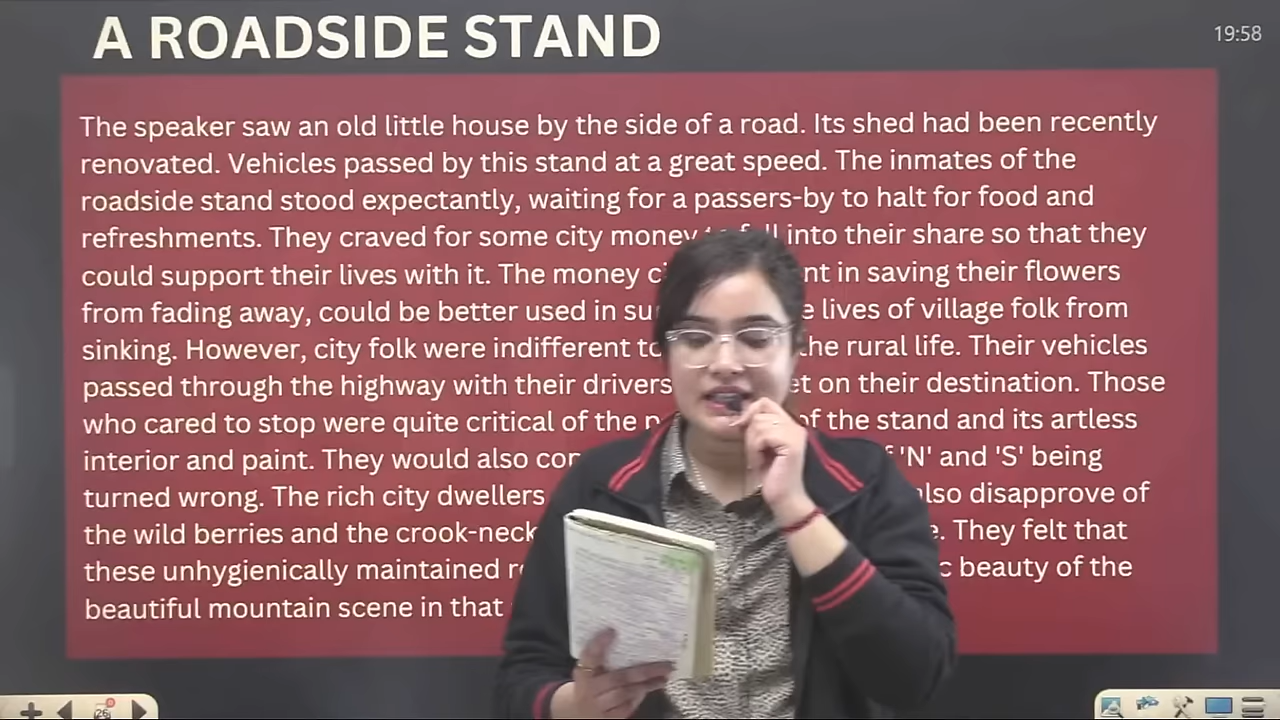 A ROADSIDE STAND
19:58
The speaker saw an old little house by the side of a road. Its shed had been recently
renovated. Vehicles passed by this stand at a great speed. The inmates of the
roadside stand stood expectantly, waiting for a passers-by to halt for food and
refreshments. They craved for some city money into their share so that they
could support their lives with it. The money in saving their flowers
from fading away, could be better used in lives of village folk from
sinking. However, city folk were indifferent the rural life. Their vehicles
passed through the highway with their drivers on their destination. Those
who cared to stop were quite critical of the of the stand and its artless
interior and paint. They would also 'N' and 'S' being
turned wrong. The rich city dwellers also disapprove of
the wild berries and the They felt that
these unhygienically maintained beauty of the
beautiful mountain scene in that